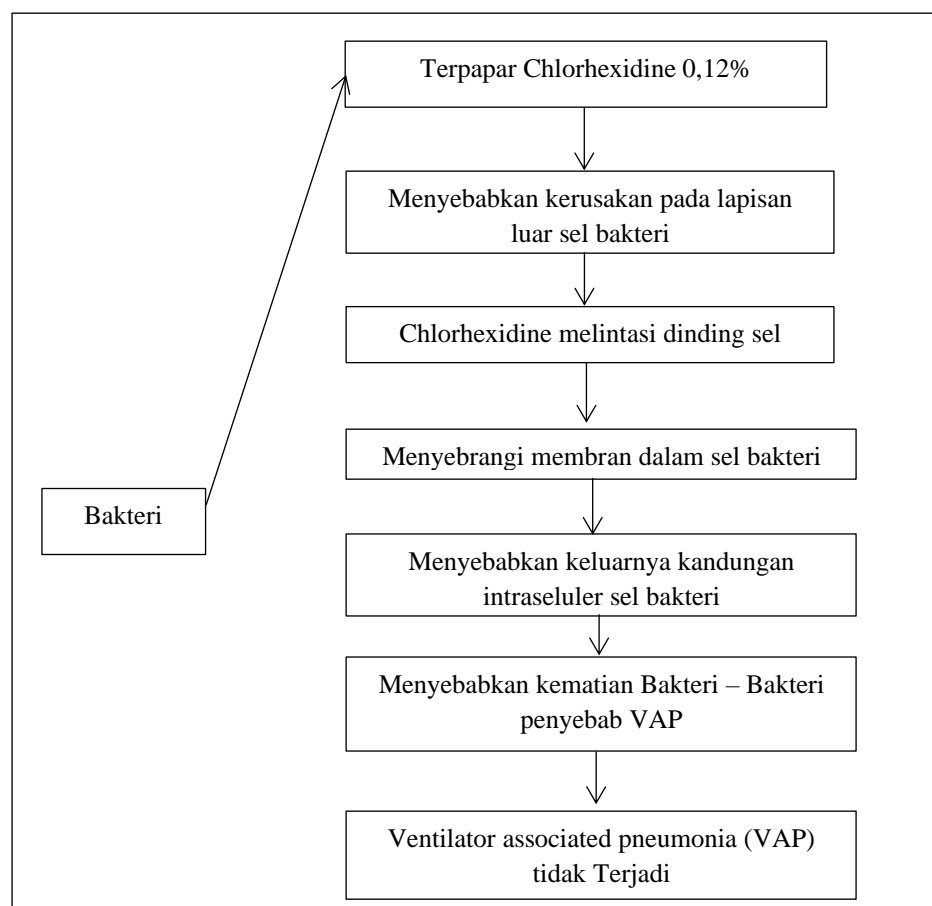 Terpapar Chlorhexidine 0,12%
Menyebabkan kerusakan pada lapisan
luar sel bakteri
Chlorhexidine melintasi dinding sel
Menyebrangi membran dalam sel bakteri
Bakteri
Menyebabkan keluarnya kandungan
intraseluler sel bakteri
Menyebabkan kematian Bakteri – Bakteri
penyebab VAP
Ventilator associated pneumonia (VAP)
tidak Terjadi